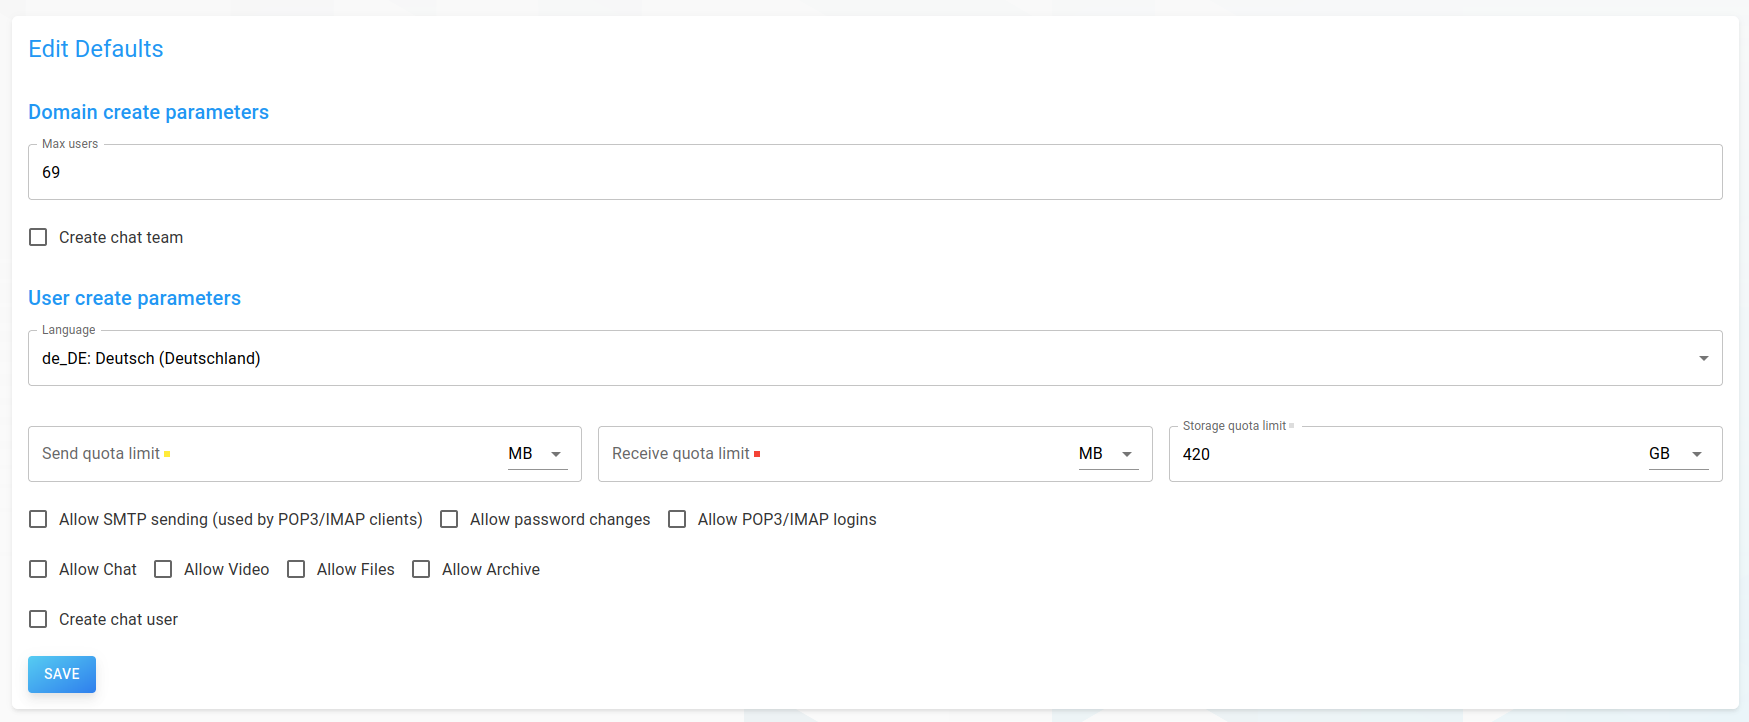 Edit Defaults
Domain create parameters
Max users
69
Create chat team
User create parameters
Language
de_DE: Deutsch (Deutschland)
Storage quota limit
Send quota limit MB Receive quota limit MB 420 GB
Allow SMTP sending (used by POP3/IMAP clients) Allow password changes Allow POP3/IMAP logins
Allow Chat Allow Video Allow Files Allow Archive
Create chat user
SAVE